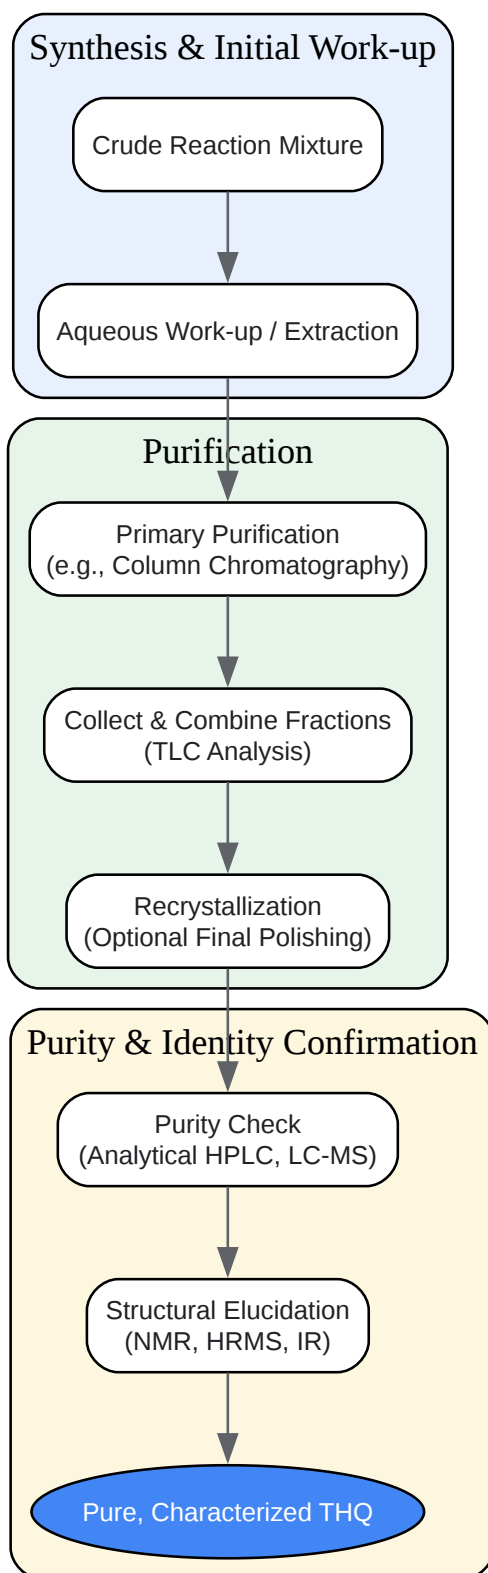 Synthesis & Initial Work-up
Crude Reaction Mixture
Aqueous Work-up / Extraction
Purification
Primary Purification
(e.g., Column Chromatography)
Collect & Combine Fractions
(TLC Analysis)
Recrystallization
(Optional Final Polishing)
Purity & Identity Confirmation
Purity Check
(Analytical HPLC, LC-MS)
Structural Elucidation
(NMR, HRMS, IR)
Pure, Characterized THQ